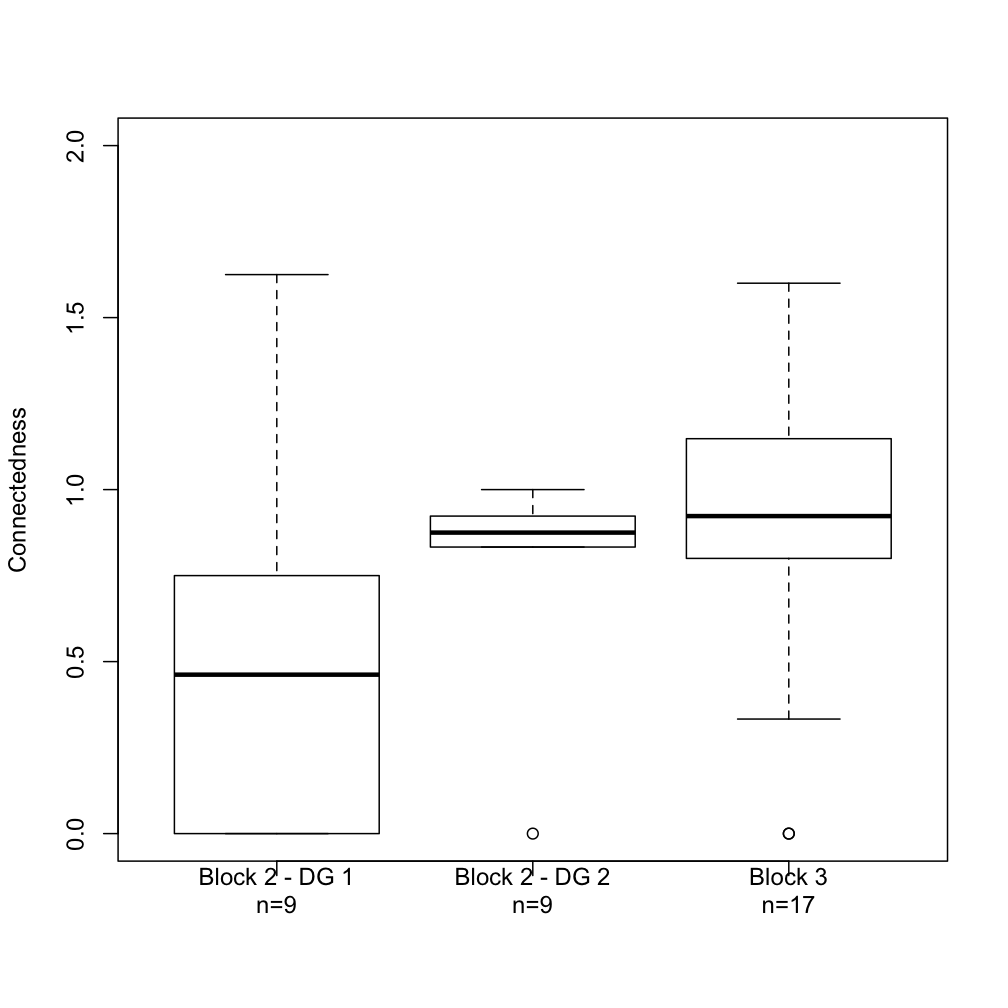 2.0
1.5
1.0
0.5
0.0
Connectedness
Block 2 - DG 1
n=9
Block 2 - DG 2
n=9
Block 3
n=17